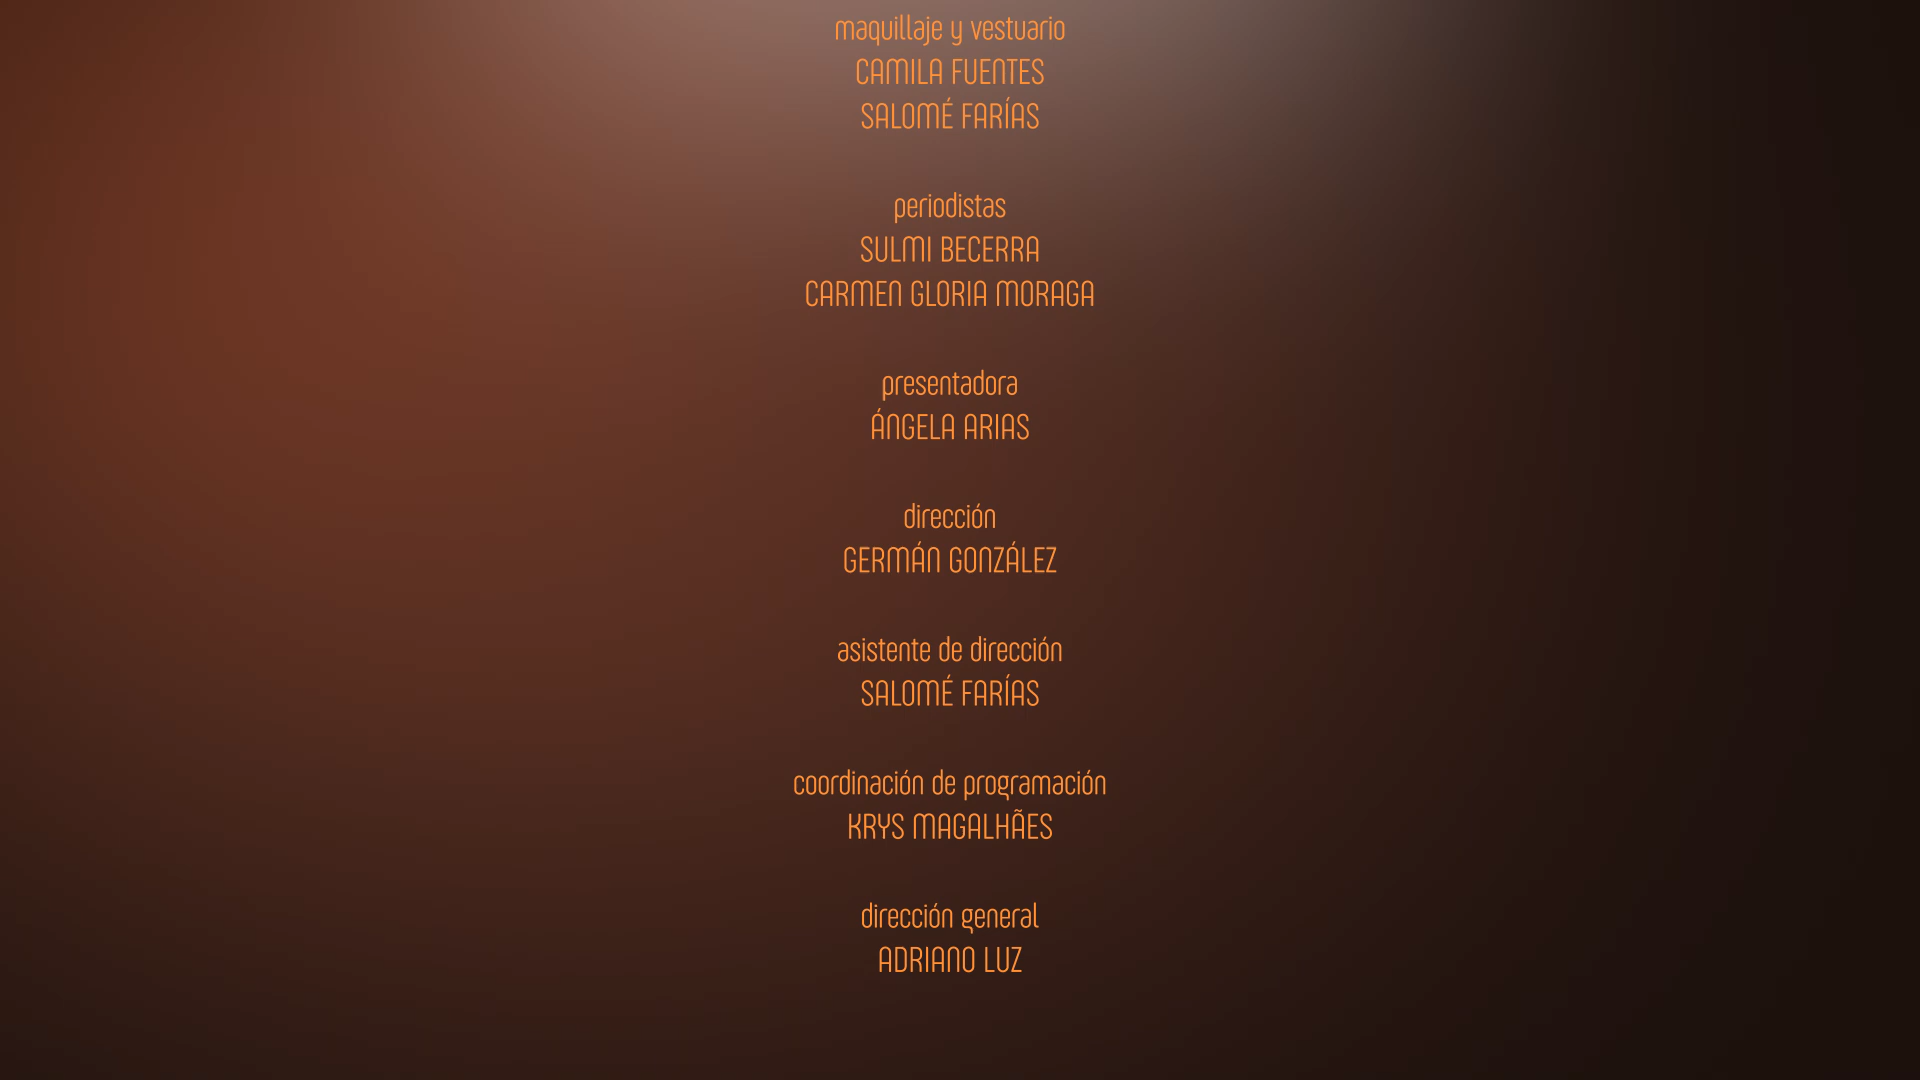 maquillaje y vestuario
CAMILA FUENTES
SALOMÉ FARÍAS
periodistas
SULMI BECERRA
CARMEN GLORIA MORAGA
presentadora
ÁNGELA ARIAS
dirección
GERMÁN GONZÁLEZ
asistente de dirección
SALOMÉ FARÍAS
coordinación de programación
KRYS MAGALHÃES
dirección general
ADRIANO LUZ